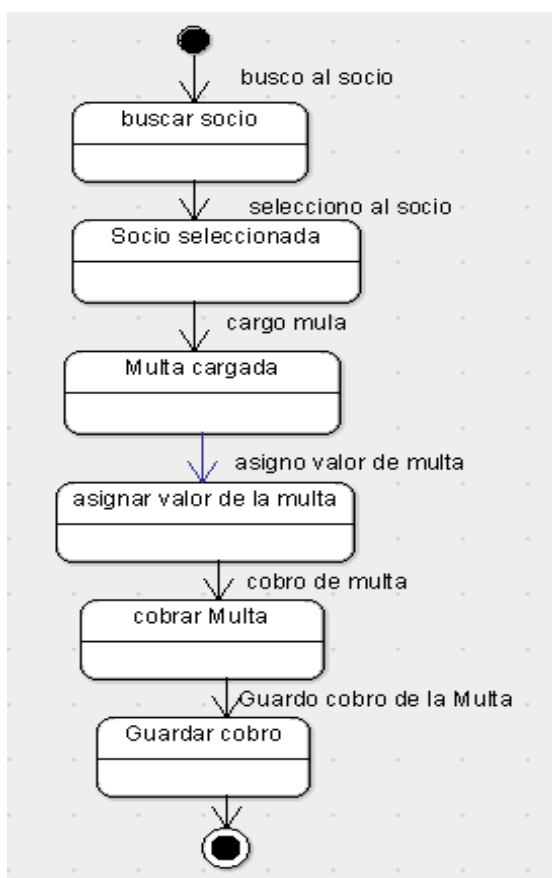 busco al socio
buscar socio
selecciono al socio
Socio seleccionada
cargo mula
Multa cargada
asigno valor de multa
asignar valor de la multa
cobro de multa
cobrar Multa
Guardo cobro de la Multa
Guardar cobro